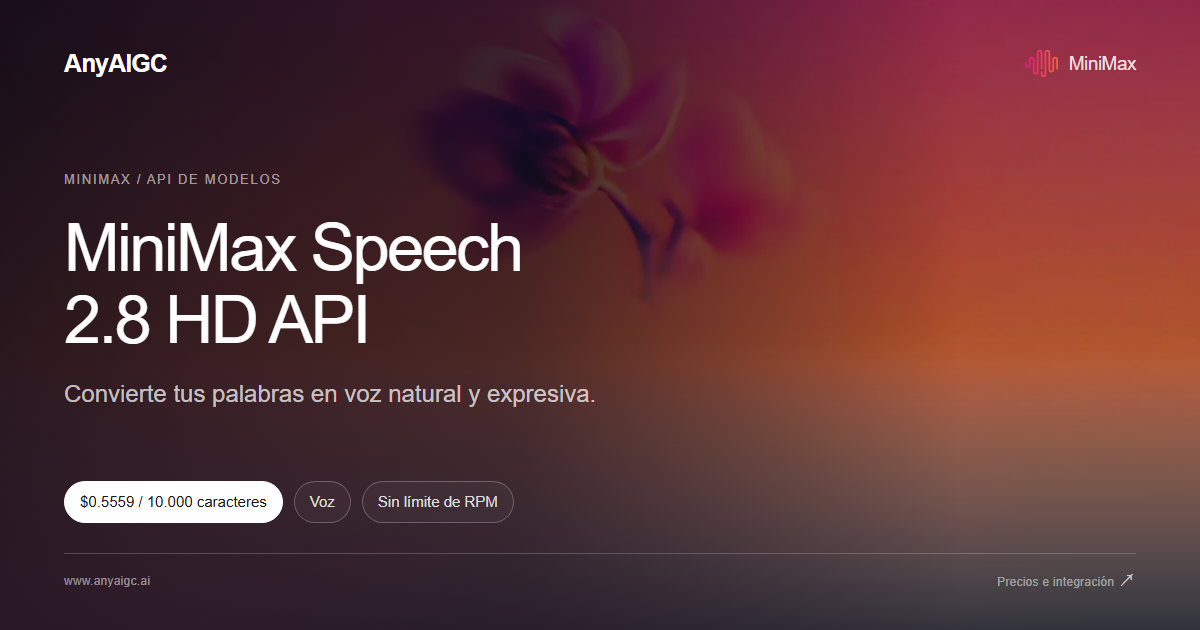 AnyAIGC
MiniMax
MINIMAX / API DE MODELOS
MiniMax Speech
2.8 HD API
Convierte tus palabras en voz natural y expresiva.
$0.5559 / 10.000 caracteres
Voz
Sin límite de RPM
www.anyaigc.ai
Precios e integración ↗